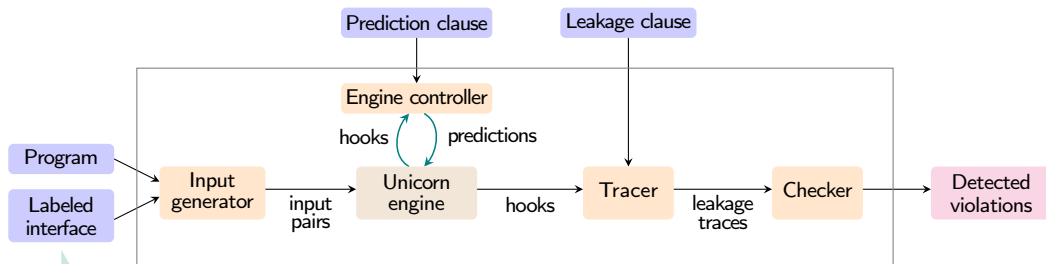 Prediction clause
Leakage clause
Engine controller
hooks
predictions
Program
Labeled
interface
Input
generator
input
pairs
Unicorn
engine
hooks
Tracer
leakage
traces
Checker
Detected
violations